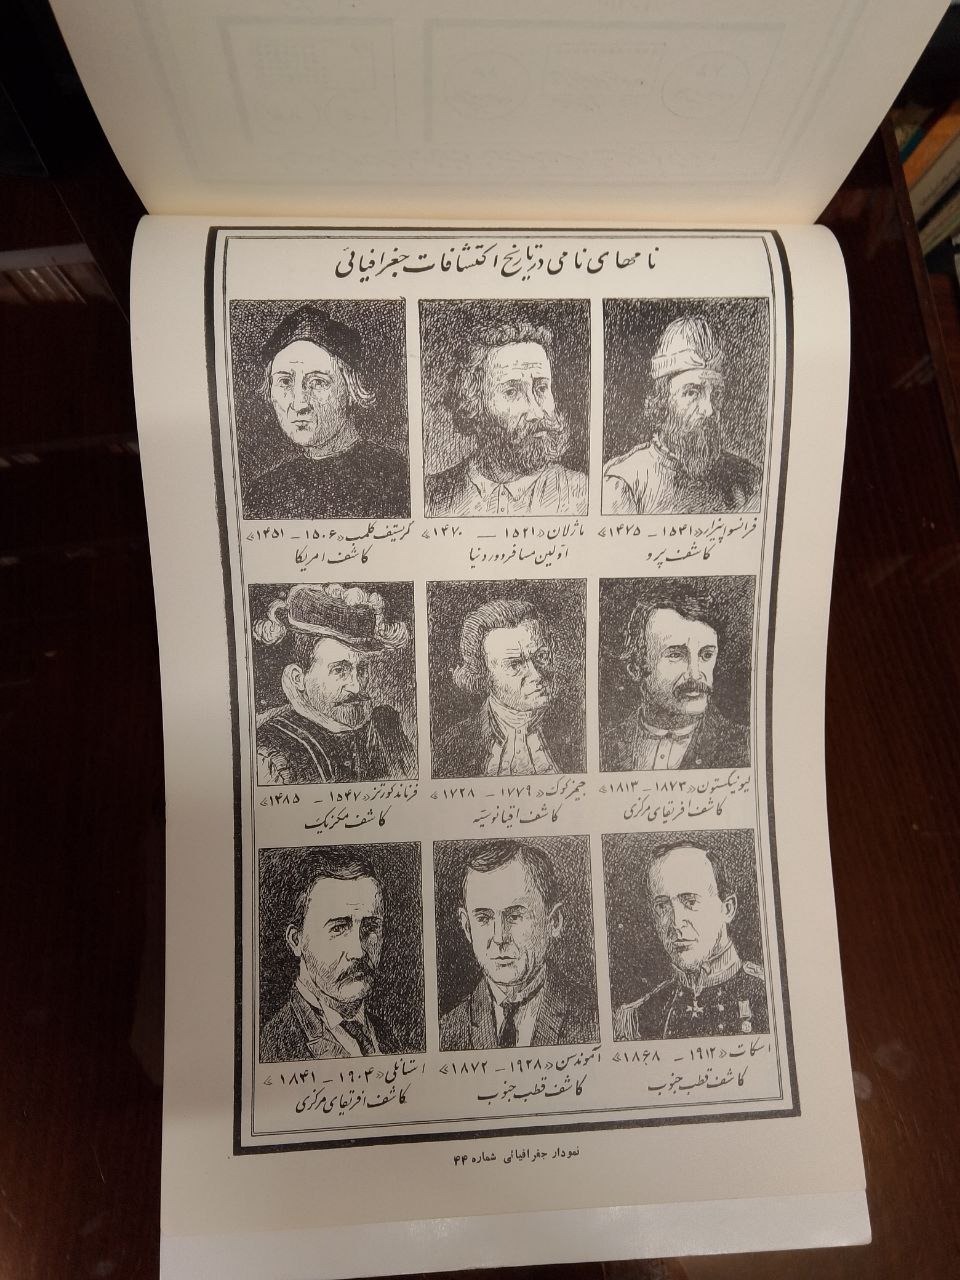 نامهای نامی در تاریخ اکتشافات جغرافیائی
فرانسوا پیزار «۱۵۴۱ – ۱۴۷۵»
کاشف پرو
ماژلان «۱۵۲۱ – ۱۴۷۰»
اولین مسافر دور دنیا
کریستف کلمب «۱۵۰۶ – ۱۴۵۱»
کاشف امریکا
لیونیگستون «۱۸۷۳ – ۱۸۱۳»
کاشف افریقای مرکزی
جیمز کوک «۱۷۷۹ – ۱۷۲۸»
کاشف اقیانوسیه
فرناند کورتز «۱۵۴۷ – ۱۴۸۵»
کاشف مکزیک
اسکات «۱۹۱۲ – ۱۸۶۸»
کاشف قطب جنوب
آموندسن «۱۹۲۸ – ۱۸۷۲»
کاشف قطب جنوب
استانلی «۱۹۰۴ – ۱۸۴۱»
کاشف افریقای مرکزی
نمودار جغرافیائی شماره ۴۴